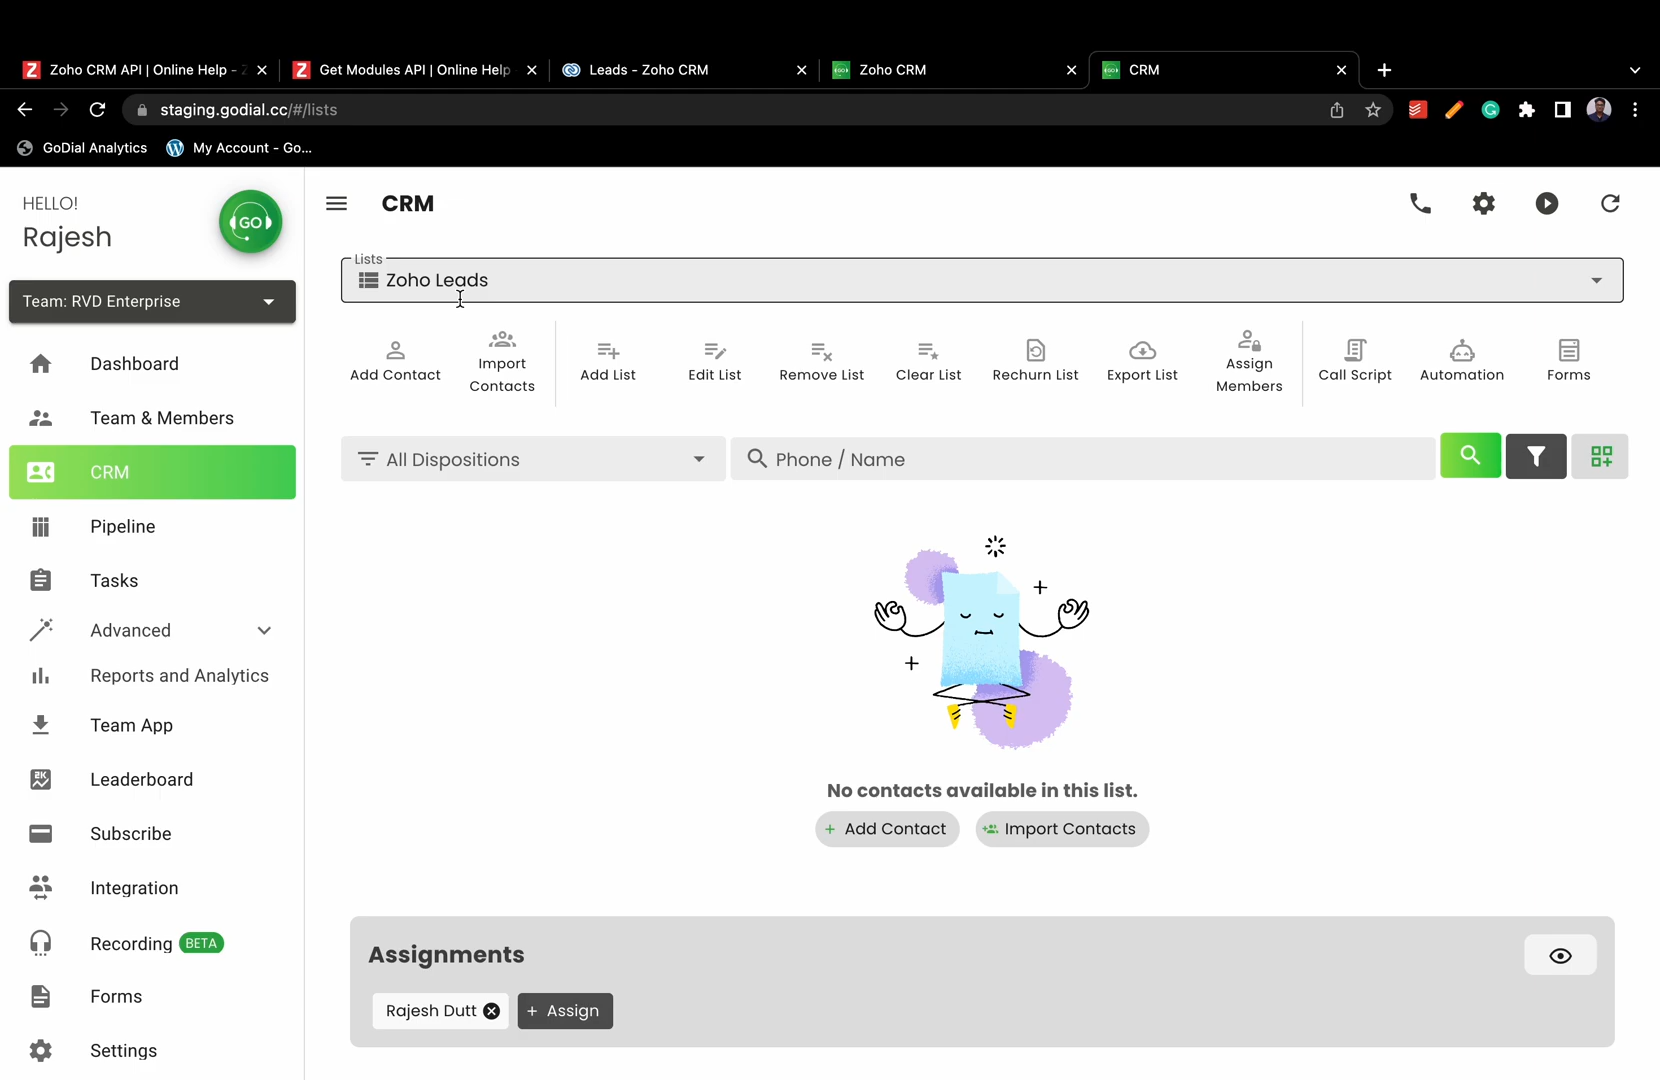 Zoho CRM API | Online Help -
Get Modules API | Online Help
Leads - Zoho CRM
Zoho CRM
CRM
staging.godial.cc/#/lists
GoDial Analytics
My Account - Go...
HELLO!
Rajesh
GO
CRM
Team: RVD Enterprise
Lists
Zoho Leads
Dashboard
Team & Members
CRM
Pipeline
Tasks
Advanced
Reports and Analytics
Team App
Leaderboard
Subscribe
Integration
Recording BETA
Forms
Settings
Add Contact
Import
Contacts
Add List
Edit List
Remove List
Clear List
Rechurn List
Export List
Assign
Members
Call Script
Automation
Forms
All Dispositions
Phone / Name
No contacts available in this list.
+ Add Contact
Import Contacts
Assignments
Rajesh Dutt
+ Assign